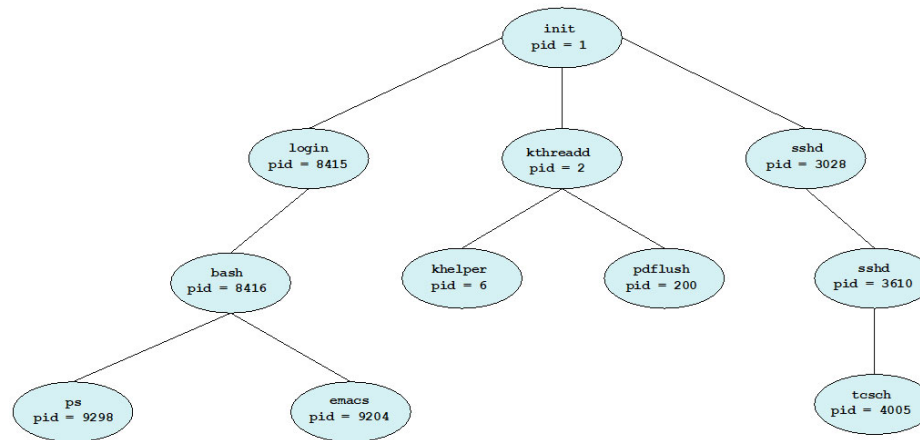 init
pid = 1
login
pid = 8415
kthreadd
pid = 2
sshd
pid = 3028
bash
pid = 8416
khelper
pid = 6
pdflush
pid = 200
sshd
pid = 3610
ps
pid = 9298
emacs
pid = 9204
tcsch
pid = 4005